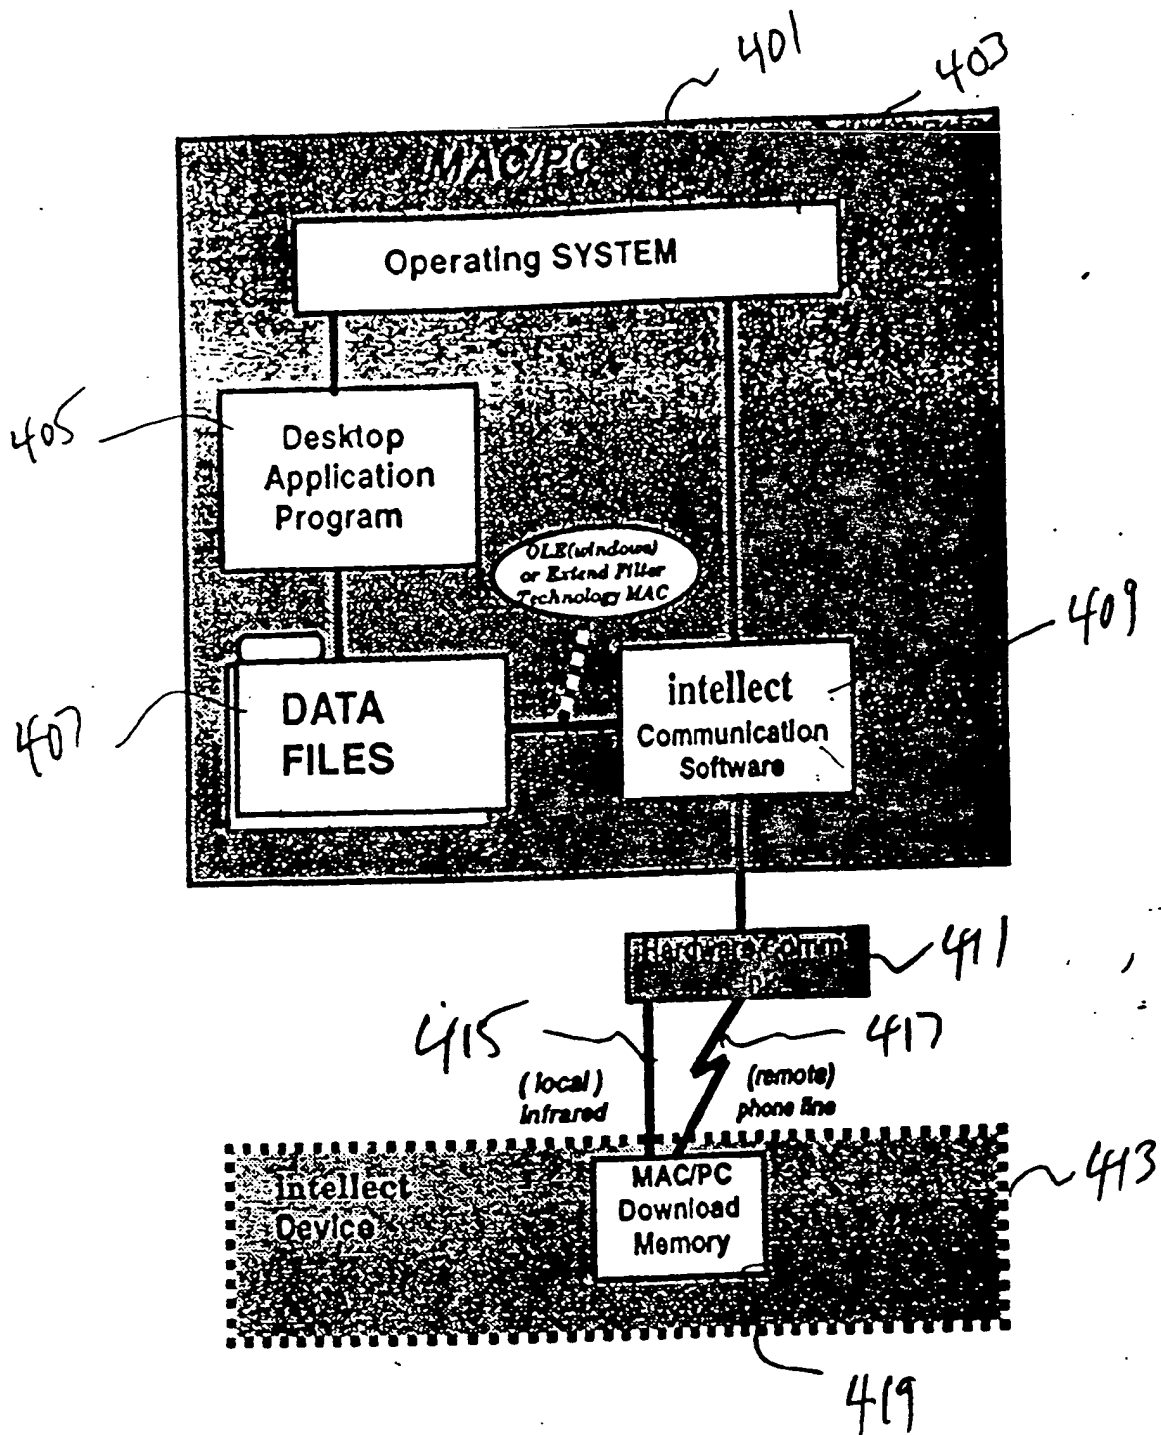 401
403
MAC/PC
Operating SYSTEM
405
Desktop
Application
Program
OLE(windows)
or Extend Filter
Technology MAC
409
407
DATA
FILES
intellect
Communication
Software
Hardware Comm
411
415
417
(local)
Infrared
(remote)
phone line
413
Intellect
Device
MAC/PC
Download
Memory
419